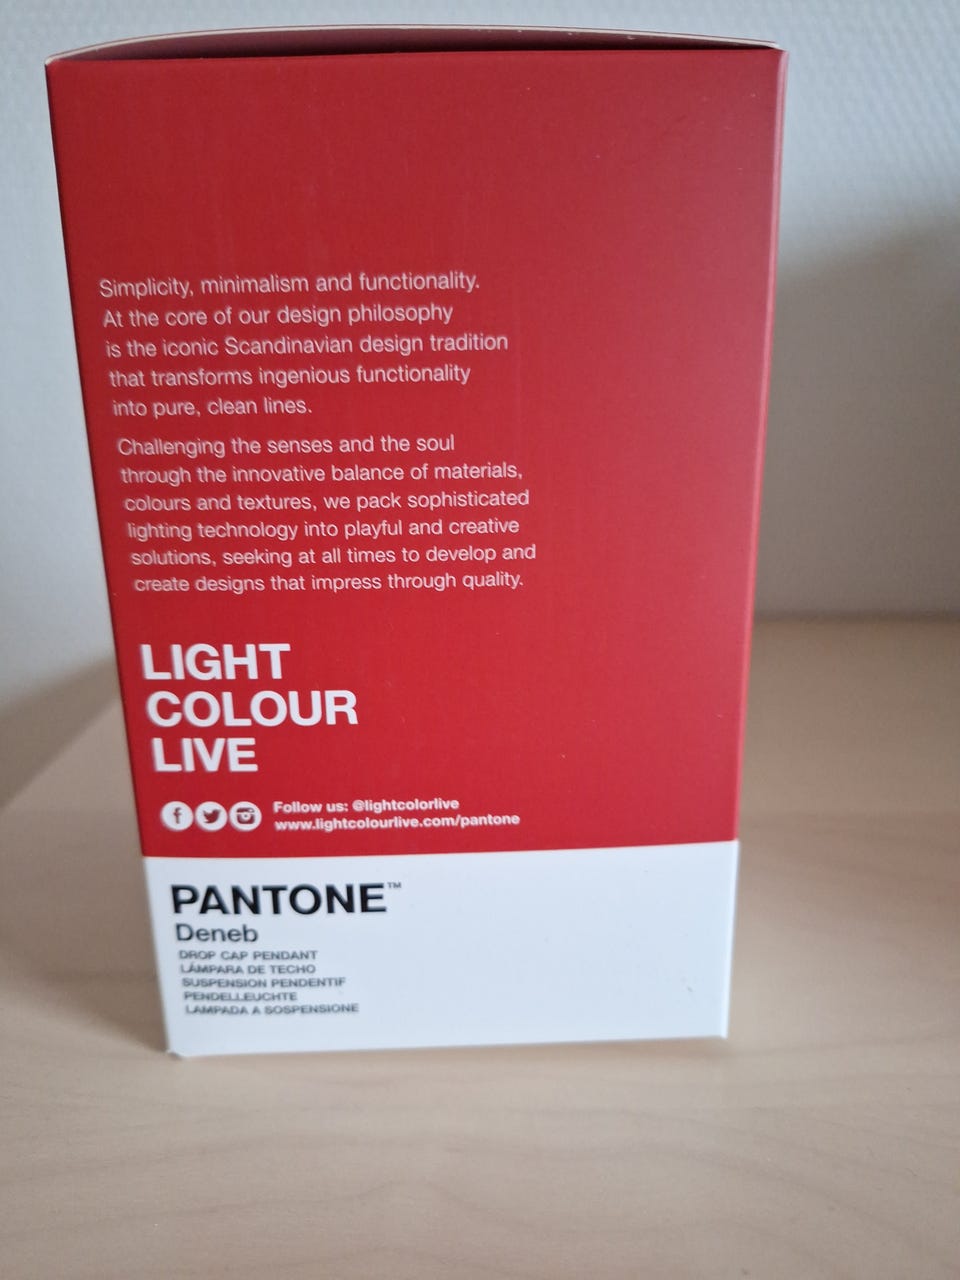 Simplicity, minimalism and functionality.
At the core of our design philosophy
is the iconic Scandinavian design tradition
that transforms ingenious functionality
into pure, clean lines.
Challenging the senses and the soul
through the innovative balance of materials,
colours and textures, we pack sophisticated
lighting technology into playful and creative
solutions, seeking at all times to develop and
create designs that impress through quality.
LIGHT
COLOUR
LIVE
Follow us: @lightcolorlive
www.lightcolourlive.com/pantone
PANTONE™
Deneb
DROP CAP PENDANT
LÁMPARA DE TECHO
SUSPENSION PENDENTIF
PENDELLEUCHTE
LAMPADA A SOSPENSIONE